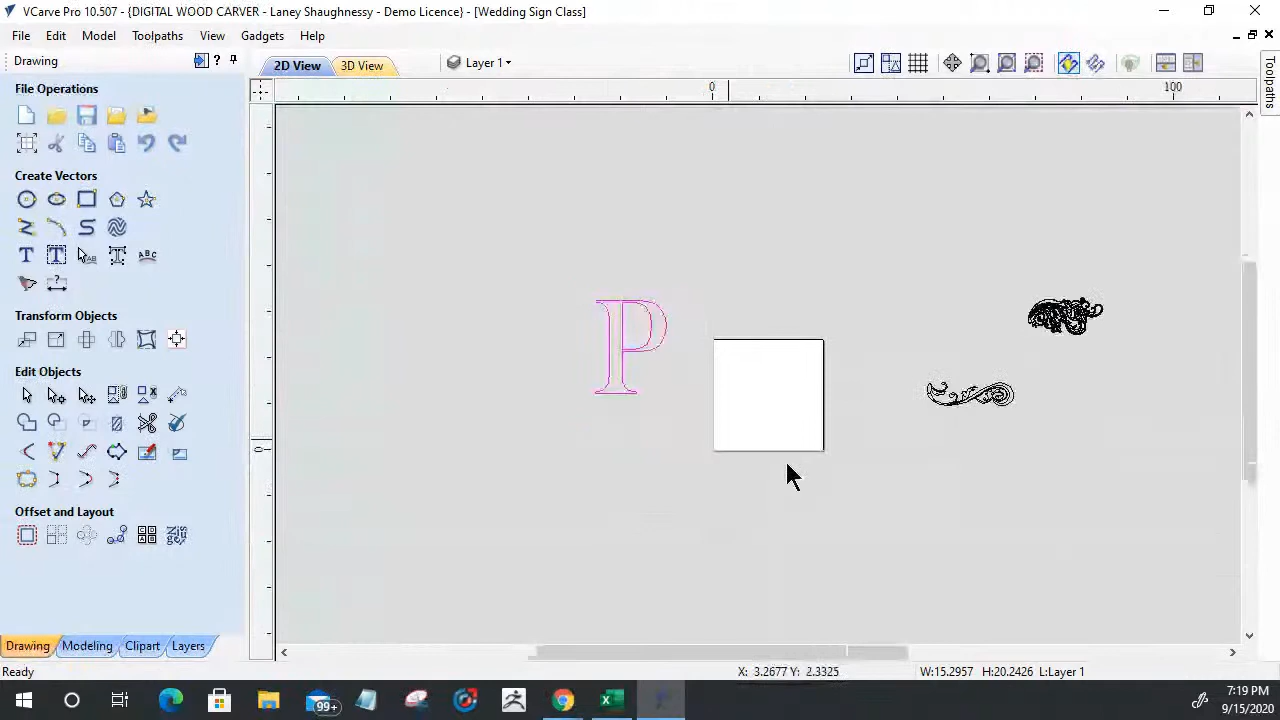 VCarve Pro 10.507 - {DIGITAL WOOD CARVER - Laney Shaughnessy - Demo Licence} - [Wedding Sign Class]
File Edit Model Toolpaths View Gadgets Help
Drawing ?
2D View 3D View Layer 1
File Operations
0 100
Create Vectors
T T AB T ABC
?
Transform Objects
P
Edit Objects
0
Offset and Layout
Drawing Modeling Clipart Layers
Toolpaths
Ready X: 3.2677 Y: 2.3325 W:15.2957 H:20.2426 L:Layer 1
99+
7:19 PM
9/15/2020